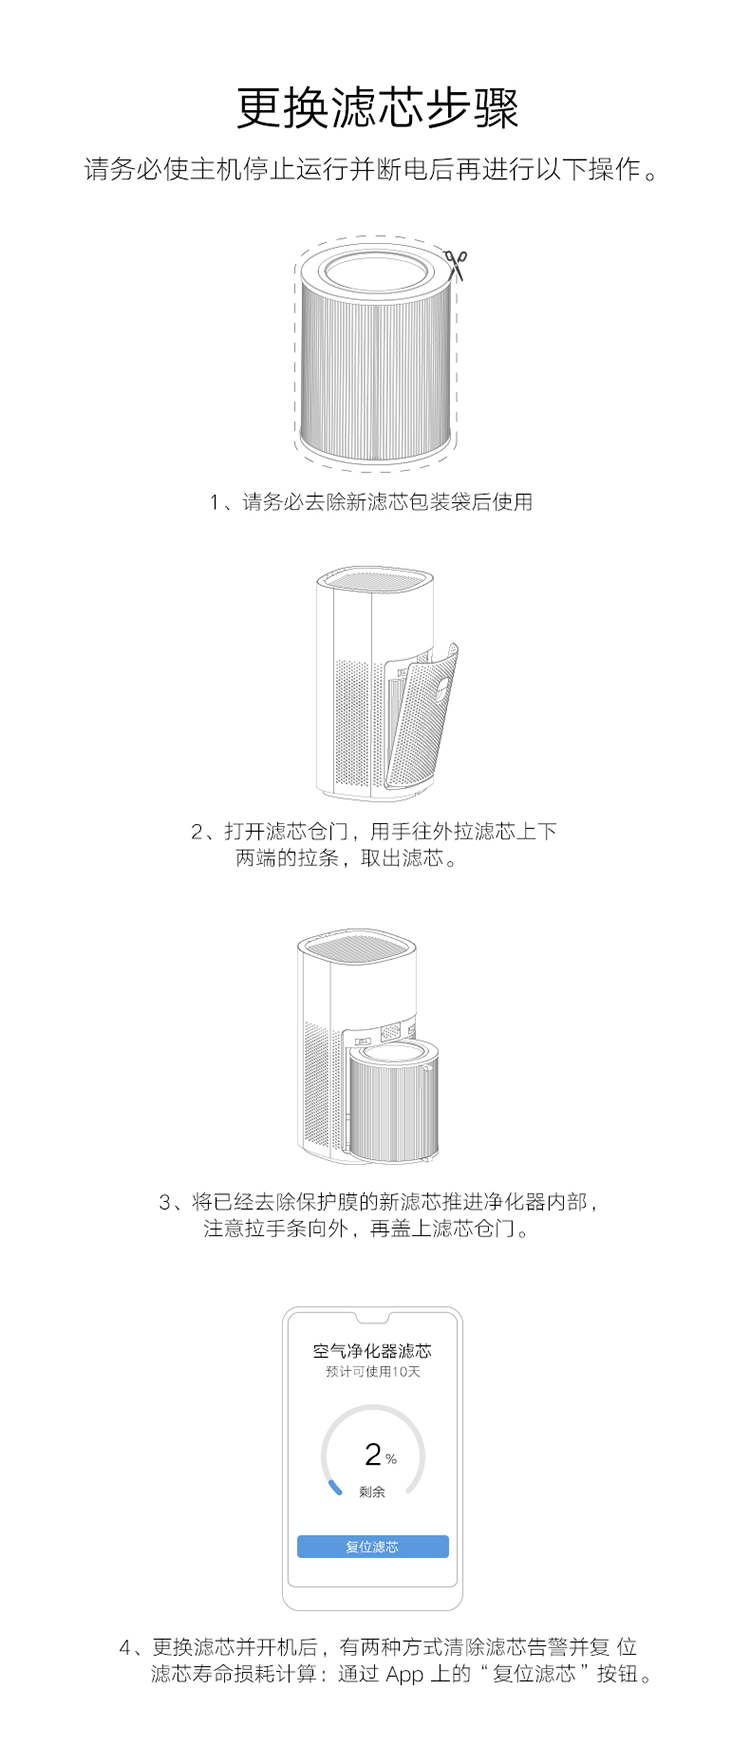 更换滤芯步骤
请务必使主机停止运行并断电后再进行以下操作。
1、请务必去除新滤芯包装袋后使用
2、打开滤芯仓门，用手往外拉滤芯上下
两端的拉条，取出滤芯。
3、将已经去除保护膜的新滤芯推进净化器内部，
注意拉手条向外，再盖上滤芯仓门。
空气净化器滤芯
预计可使用10天
2%
剩余
复位滤芯
4、更换滤芯并开机后，有两种方式清除滤芯告警并复 位
滤芯寿命损耗计算：通过 App 上的“复位滤芯”按钮。